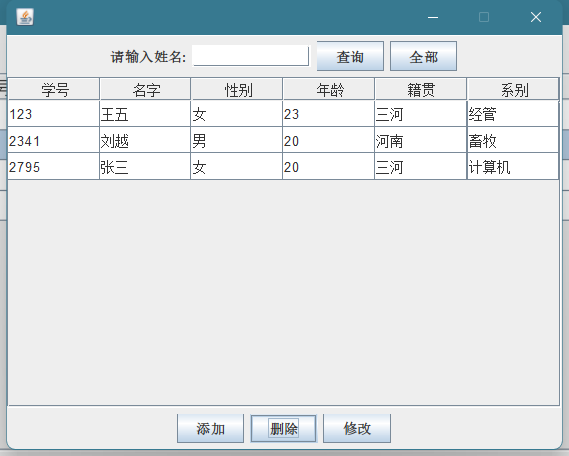 请输入姓名: 查询 全部
学号 名字 性别 年龄 籍贯 系别
123 王五 女 23 三河 经管
2341 刘越 男 20 河南 畜牧
2795 张三 女 20 三河 计算机
添加 删除 修改